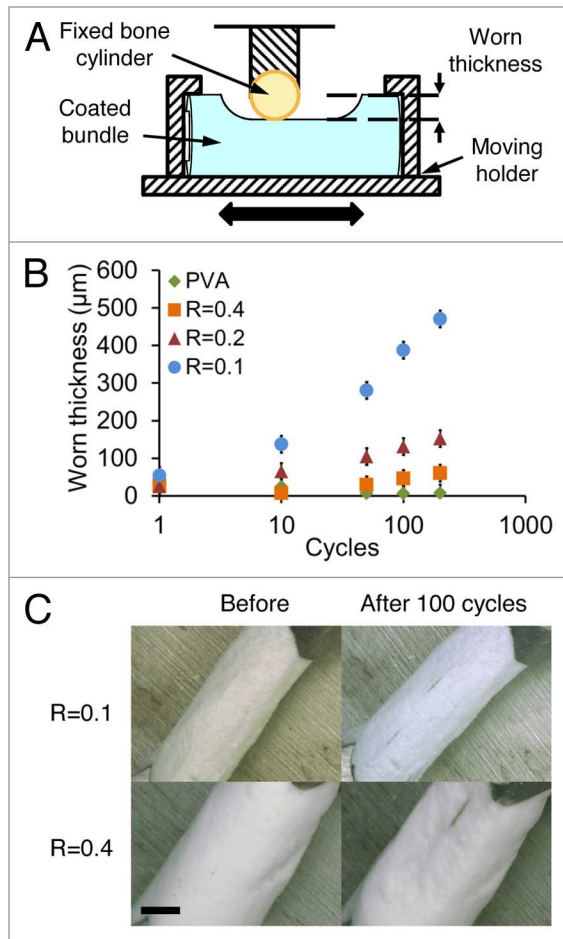 A
Fixed bone
cylinder
Worn
thickness
Coated
bundle
Moving
holder
B
Worn thickness (µm)
600
500
400
300
200
100
0
PVA
R=0.4
R=0.2
R=0.1
1
10
100
1000
Cycles
C
Before
After 100 cycles
R=0.1
R=0.4